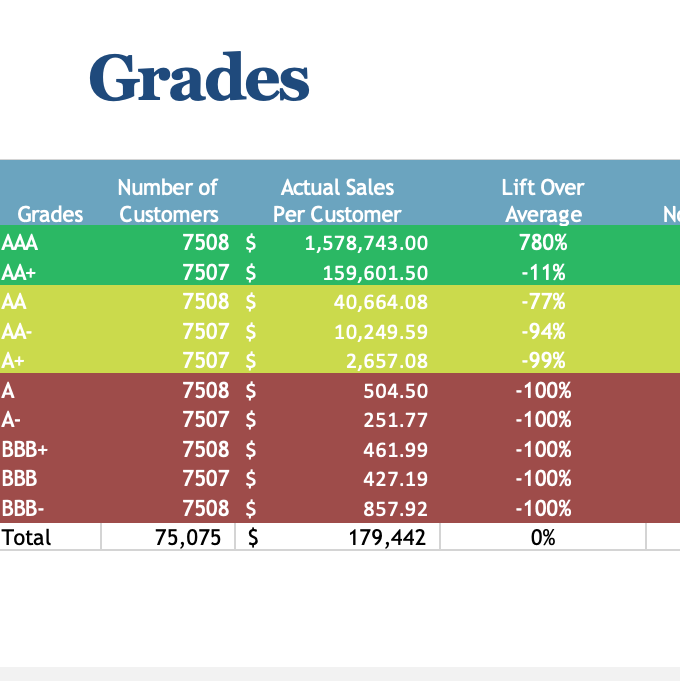 Grades
Number of Actual Sales Lift Over
Grades Customers Per Customer Average
AAA 7508 $ 1,578,743.00 780%
AA+ 7507 $ 159,601.50 -11%
AA 7508 $ 40,664.08 -77%
AA- 7507 $ 10,249.59 -94%
A+ 7507 $ 2,657.08 -99%
A 7508 $ 504.50 -100%
A- 7507 $ 251.77 -100%
BBB+ 7508 $ 461.99 -100%
BBB 7507 $ 427.19 -100%
BBB- 7508 $ 857.92 -100%
Total 75,075 $ 179,442 0%